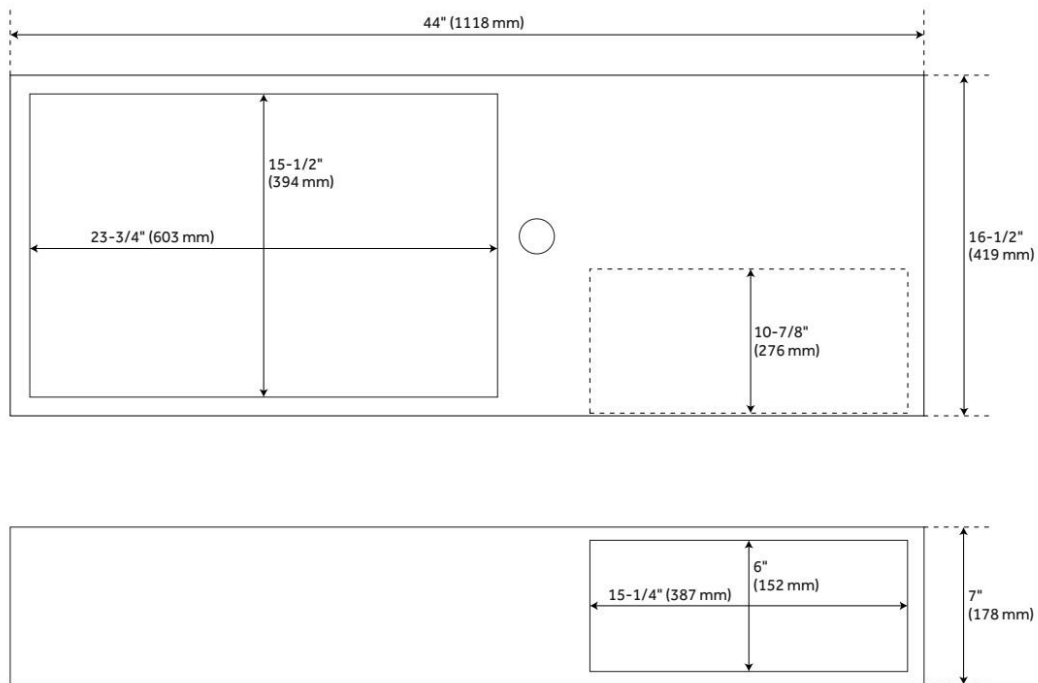 44" (1118 mm)
15-1/2"
(394 mm)
23-3/4" (603 mm)
16-1/2"
(419 mm)
10-7/8"
(276 mm)
6"
(152 mm)
15-1/4" (387 mm)
7"
(178 mm)